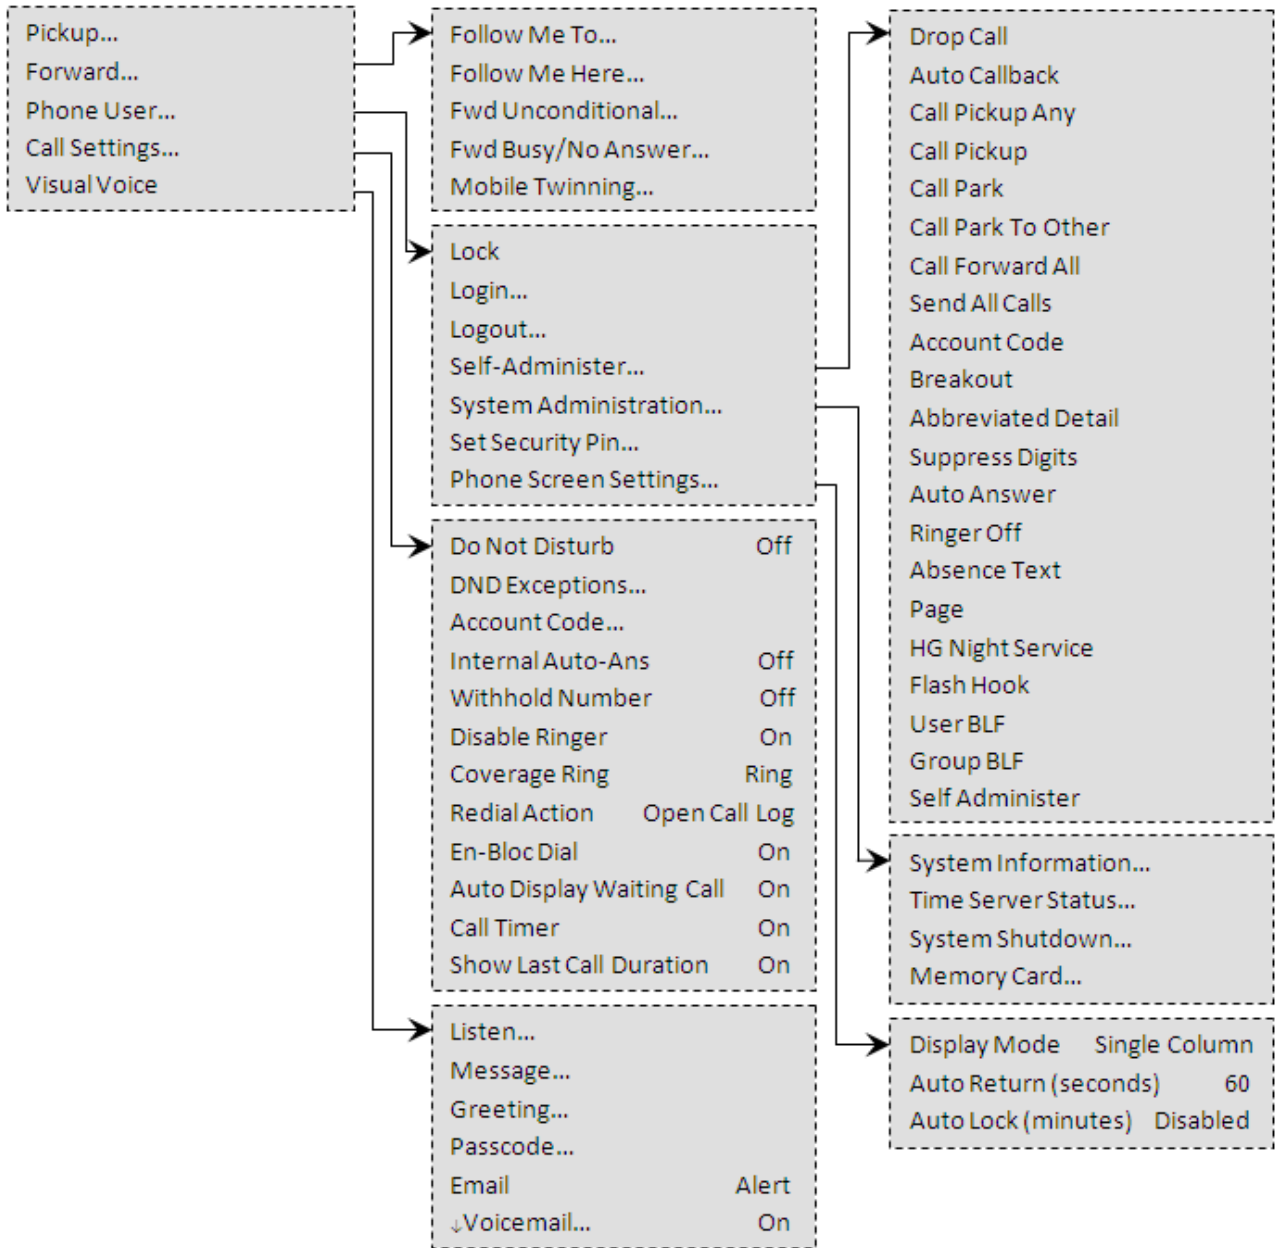 Pickup...
Forward...
Phone User...
Call Settings...
Visual Voice
Follow Me To...
Follow Me Here...
Fwd Unconditional...
Fwd Busy/No Answer...
Mobile Twinning...
Lock
Login...
Logout...
Self-Administer...
System Administration...
Set Security Pin...
Phone Screen Settings...
Do Not Disturb Off
DND Exceptions...
Account Code...
Internal Auto-Ans Off
Withhold Number Off
Disable Ringer On
Coverage Ring Ring
Redial Action Open Call Log
En-Bloc Dial On
Auto Display Waiting Call On
Call Timer On
Show Last Call Duration On
Listen...
Message...
Greeting...
Passcode...
Email Alert
↓Voicemail... On
Drop Call
Auto Callback
Call Pickup Any
Call Pickup
Call Park
Call Park To Other
Call Forward All
Send All Calls
Account Code
Breakout
Abbreviated Detail
Suppress Digits
Auto Answer
Ringer Off
Absence Text
Page
HG Night Service
Flash Hook
User BLF
Group BLF
Self Administer
System Information...
Time Server Status...
System Shutdown...
Memory Card...
Display Mode Single Column
Auto Return (seconds) 60
Auto Lock (minutes) Disabled